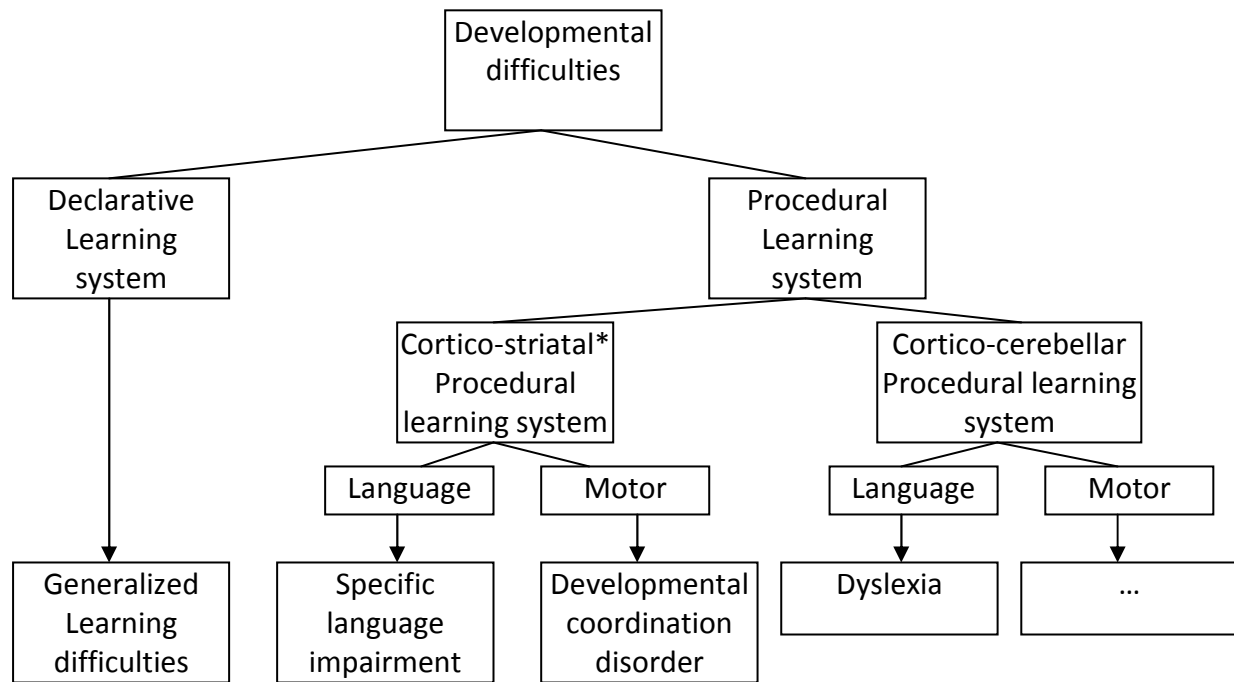 Developmental
difficulties
Declarative
Learning
system
Procedural
Learning
system
Cortico-striatal*
Procedural
learning system
Cortico-cerebellar
Procedural learning
system
Language
Motor
Language
Motor
Generalized
Learning
difficulties
Specific
language
impairment
Developmental
coordination
disorder
Dyslexia
...